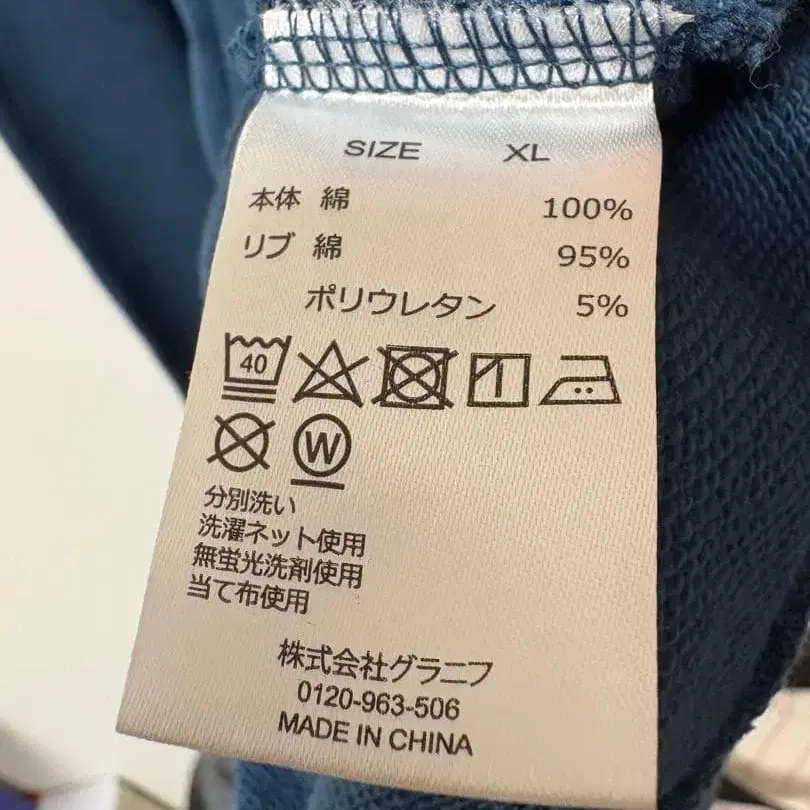 SIZE XL
本体 綿 100%
リブ 綿 95%
ポリウレタン 5%
40
W
分別洗い
洗濯ネット使用
無蛍光洗剤使用
当て布使用
株式会社グラニフ
0120-963-506
MADE IN CHINA